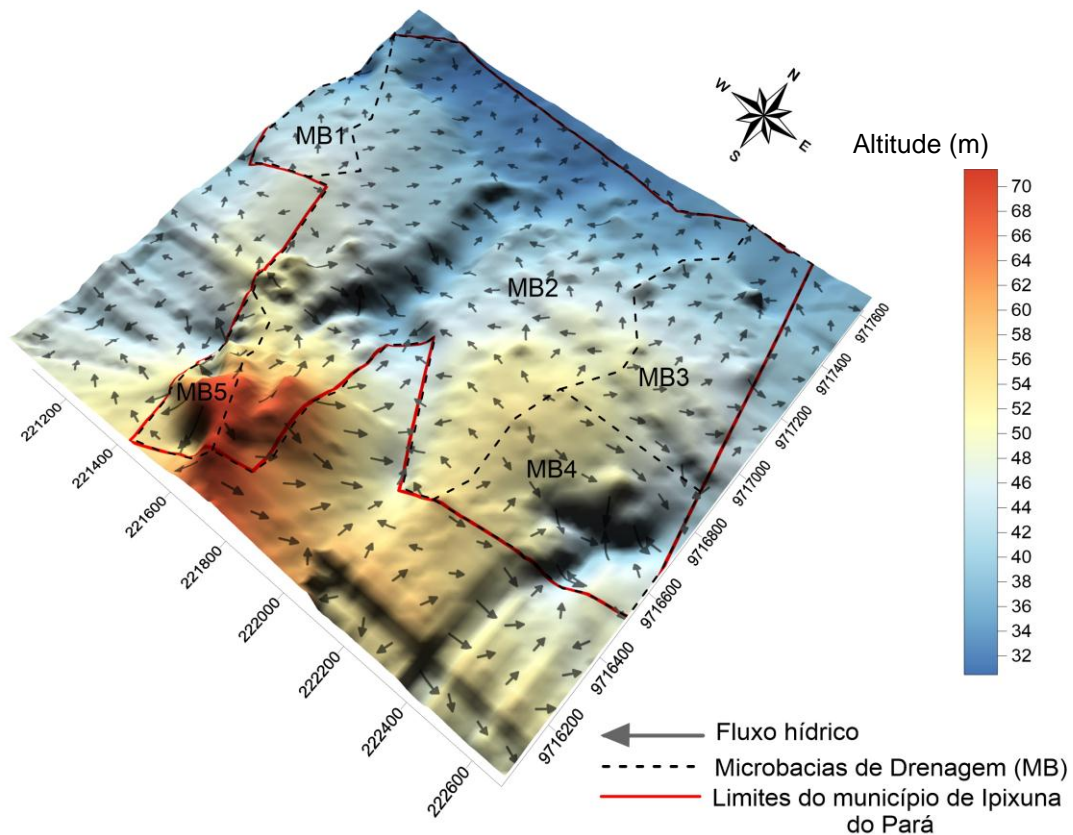 N
W
E
S
MB1
MB2
MB3
MB4
MB5
Altitude (m)
70
68
66
64
62
60
58
56
54
52
50
48
46
44
42
40
38
36
34
32
221200
221400
221600
221800
222000
222200
222400
222600
9717600
9717400
9717200
9717000
9716800
9716600
9716400
9716200
Fluxo hídrico
Microbacias de Drenagem (MB)
Limites do município de Ipixuna
do Pará